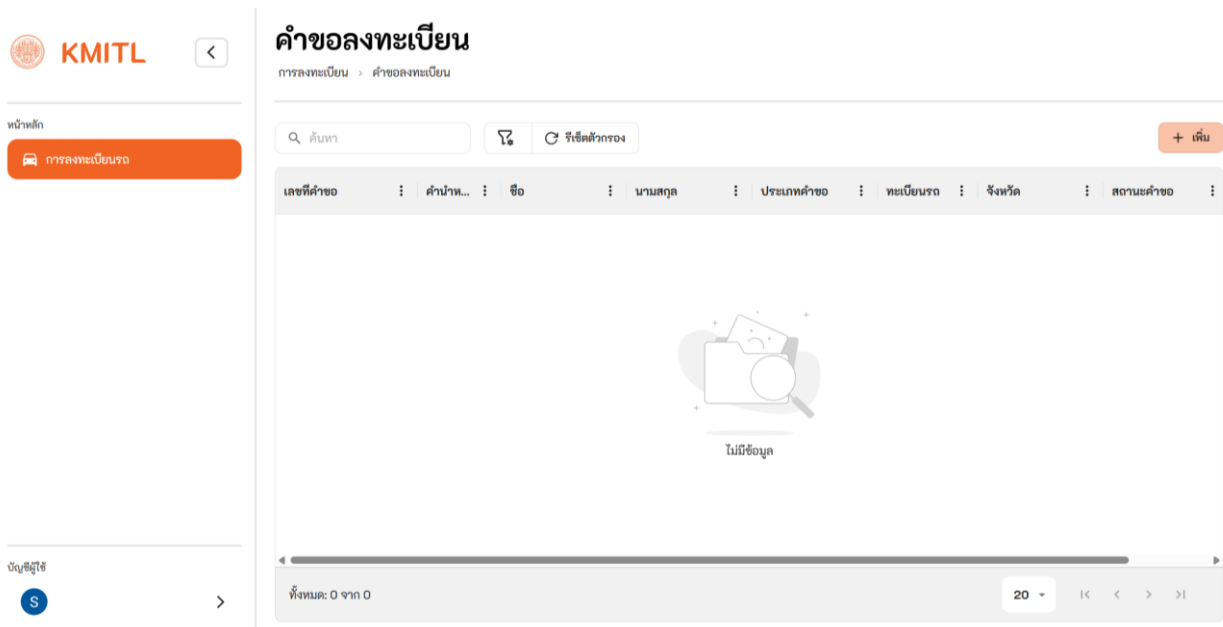 KMITL
หน้าหลัก
การลงทะเบียนรถ
บัญชีผู้ใช้
S
คำขอลงทะเบียน
การลงทะเบียน › คำขอลงทะเบียน
ค้นหา
รีเซ็ตตัวกรอง
+ เพิ่ม
เลขที่คำขอ คำนำห... ชื่อ นามสกุล ประเภทคำขอ ทะเบียนรถ จังหวัด สถานะคำขอ
ไม่มีข้อมูล
ทั้งหมด: 0 จาก 0
20